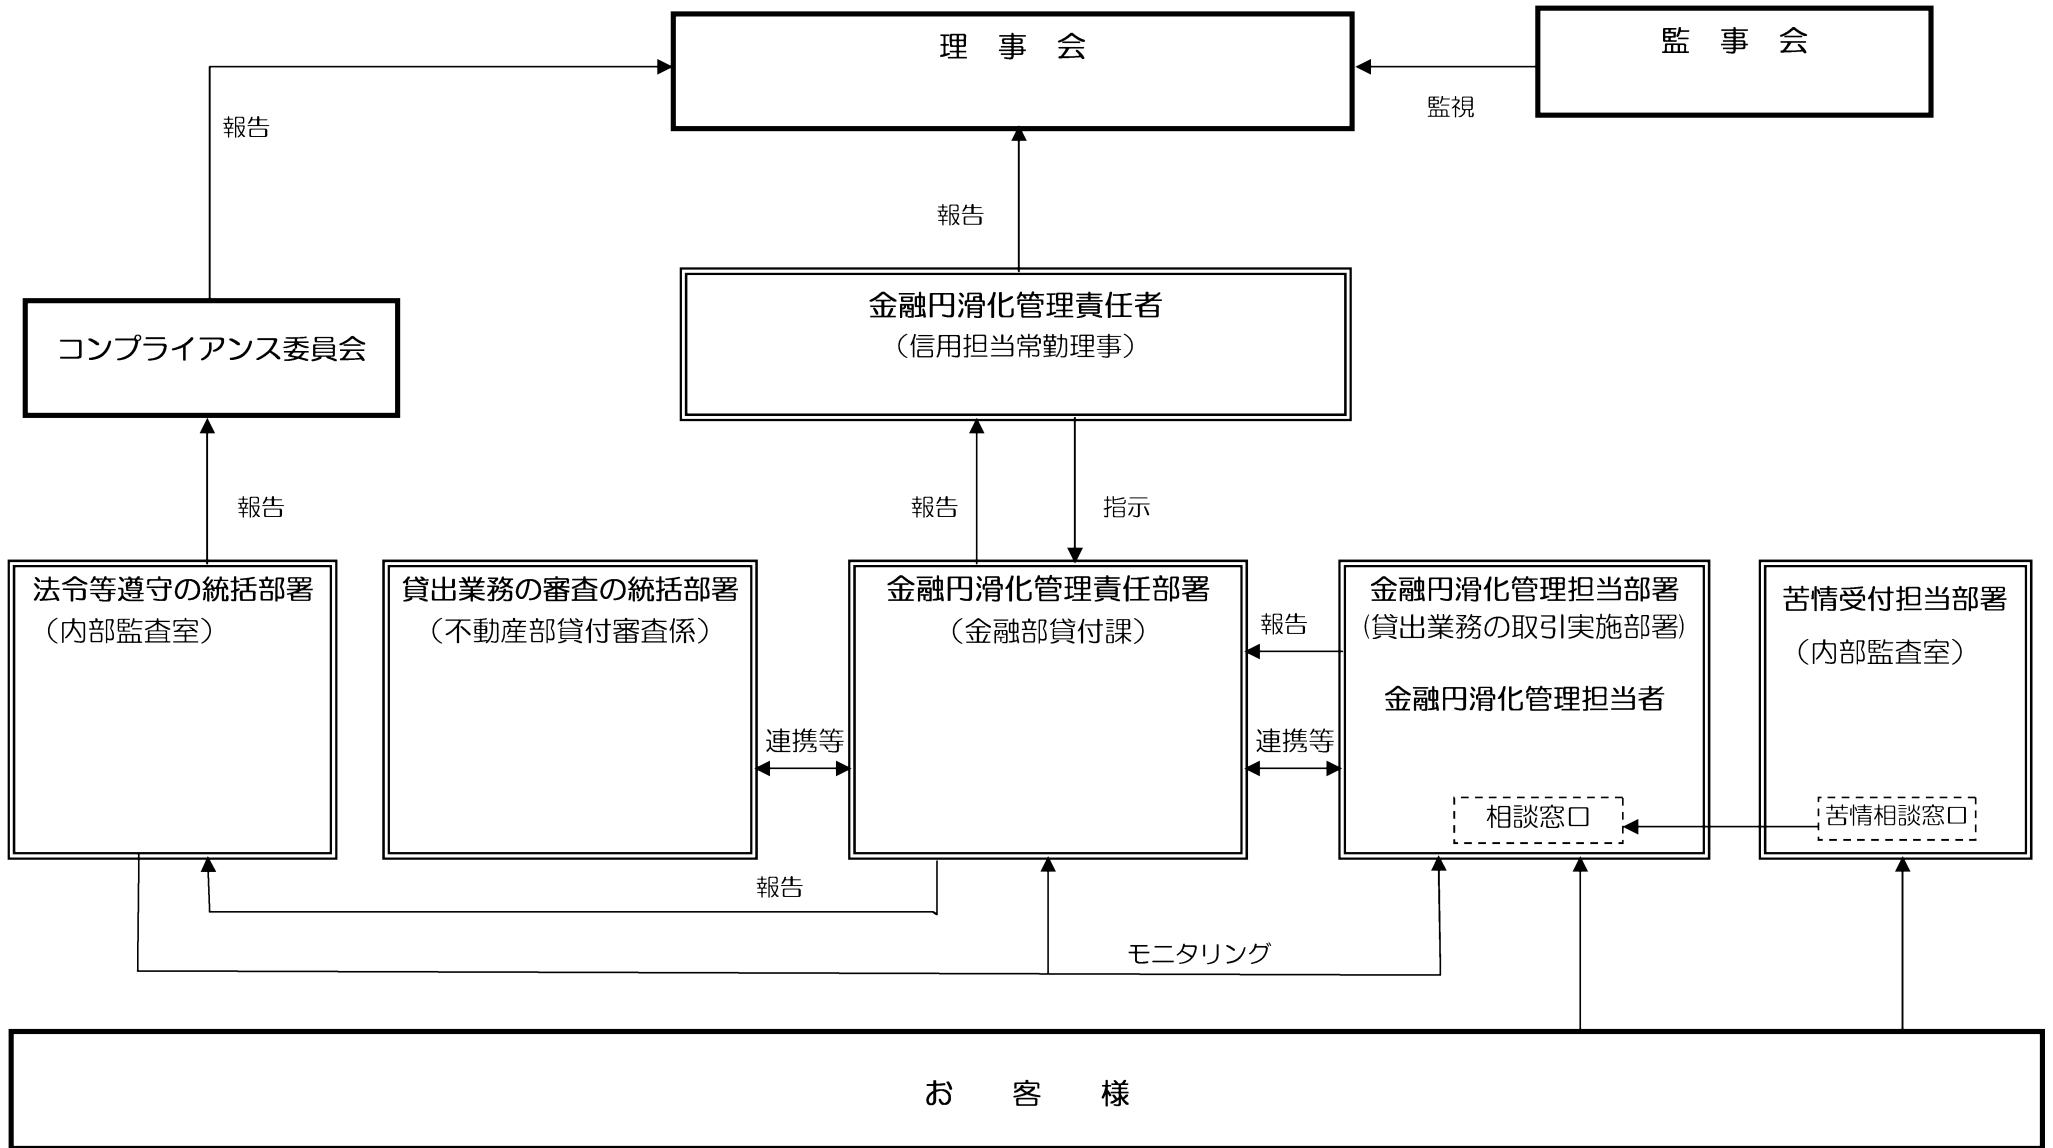 理 事 会
監 事 会
監視
報告
報告
金融円滑化管理責任者
（信用担当常勤理事）
コンプライアンス委員会
報告
報告
指示
法令等遵守の統括部署
（内部監査室）
貸出業務の審査の統括部署
（不動産部貸付審査係）
金融円滑化管理責任部署
（金融部貸付課）
報告
金融円滑化管理担当部署
(貸出業務の取引実施部署)
金融円滑化管理担当者
苦情受付担当部署
（内部監査室）
連携等
連携等
相談窓口
苦情相談窓口
報告
モニタリング
お 客 様